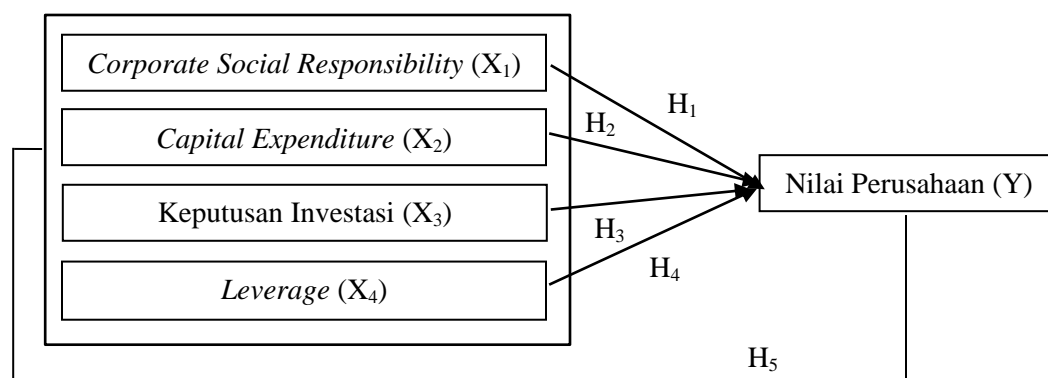 Corporate Social Responsibility (X₁)
H₁
Capital Expenditure (X₂)
H₂
Nilai Perusahaan (Y)
Keputusan Investasi (X₃)
H₃
Leverage (X₄)
H₄
H₅